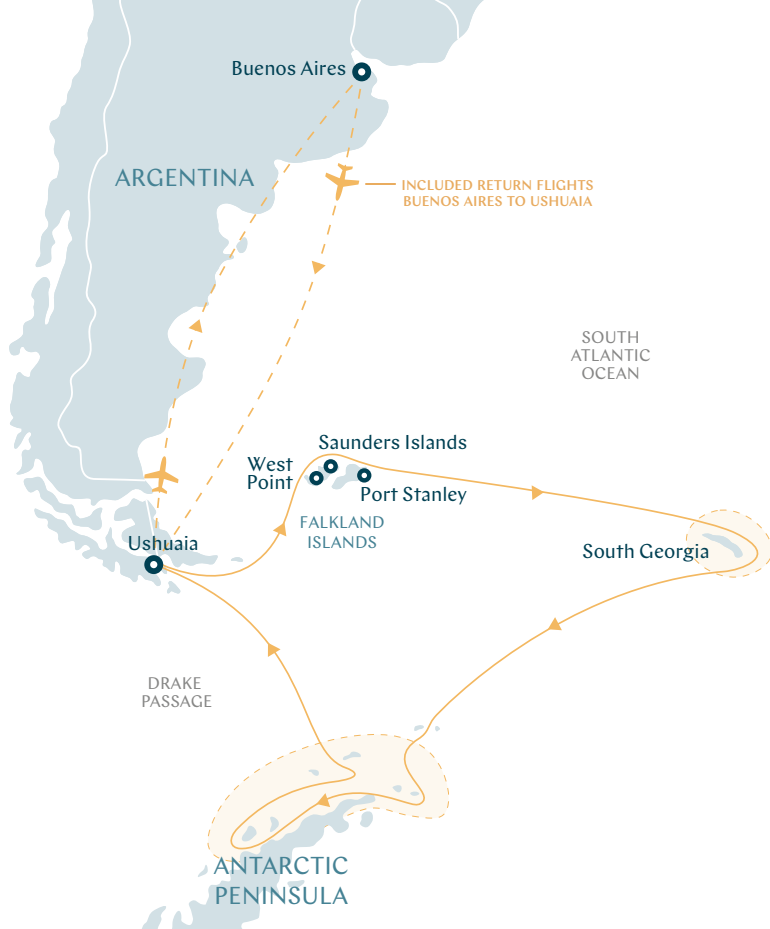 Buenos Aires
ARGENTINA
INCLUDED RETURN FLIGHTS
BUENOS AIRES TO USHUAIA
SOUTH
ATLANTIC
OCEAN
Saunders Islands
West
Point
Port Stanley
FALKLAND
ISLANDS
Ushuaia
South Georgia
DRAKE
PASSAGE
ANTARCTIC
PENINSULA